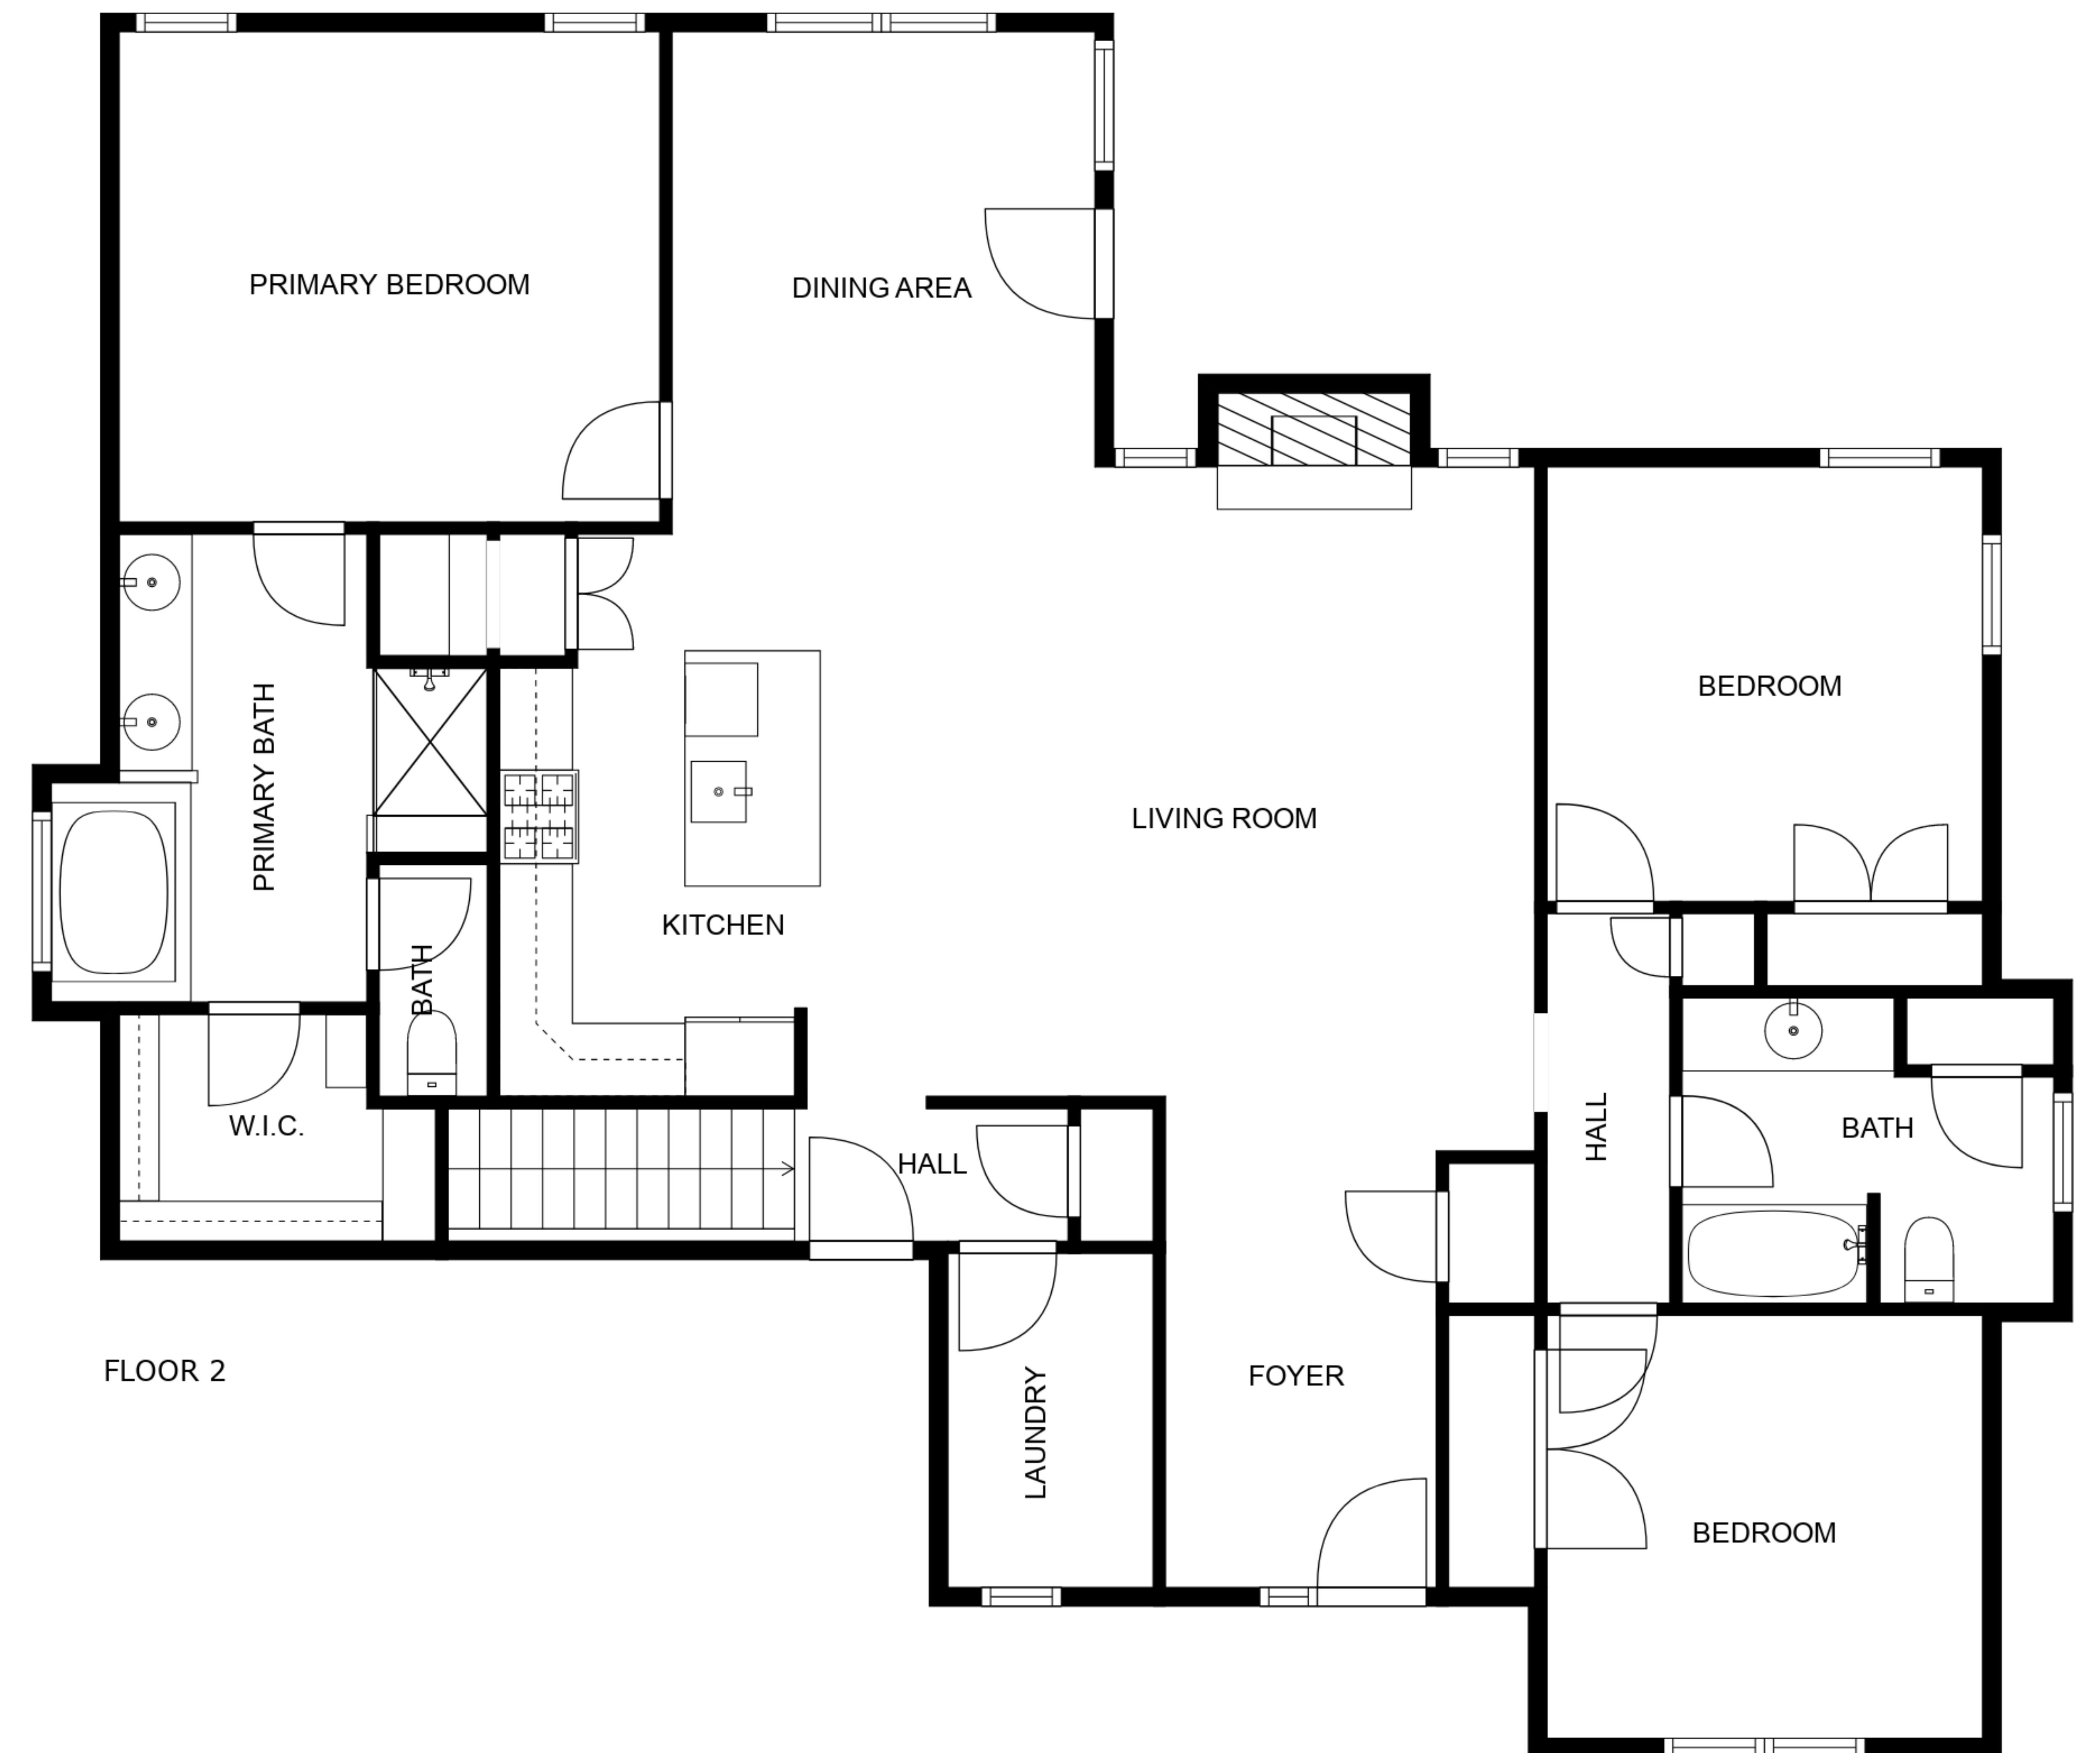 PRIMARY BEDROOM
DINING AREA
BEDROOM
PRIMARY BATH
LIVING ROOM
KITCHEN
BATH
W.I.C.
HALL
HALL
BATH
FLOOR 2
LAUNDRY
FOYER
BEDROOM